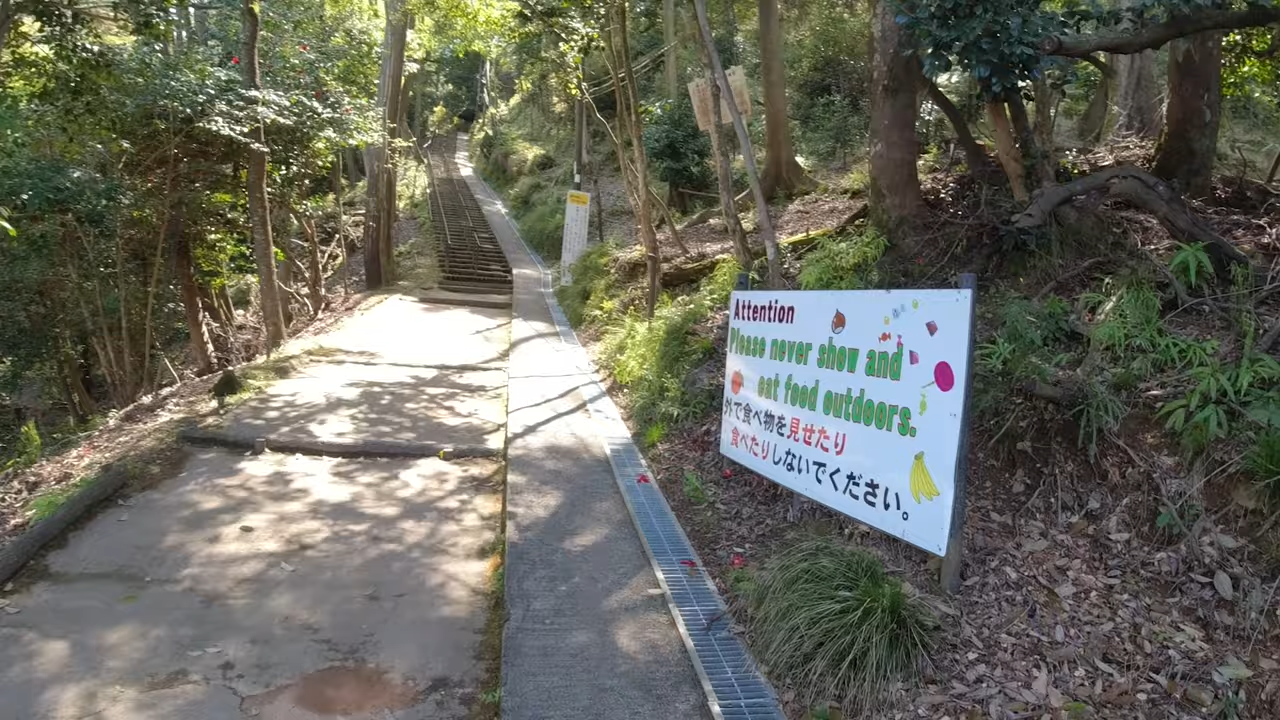 Attention
Please never show and
eat food outdoors.
外で食べ物を見せたり
食べたりしないでください。